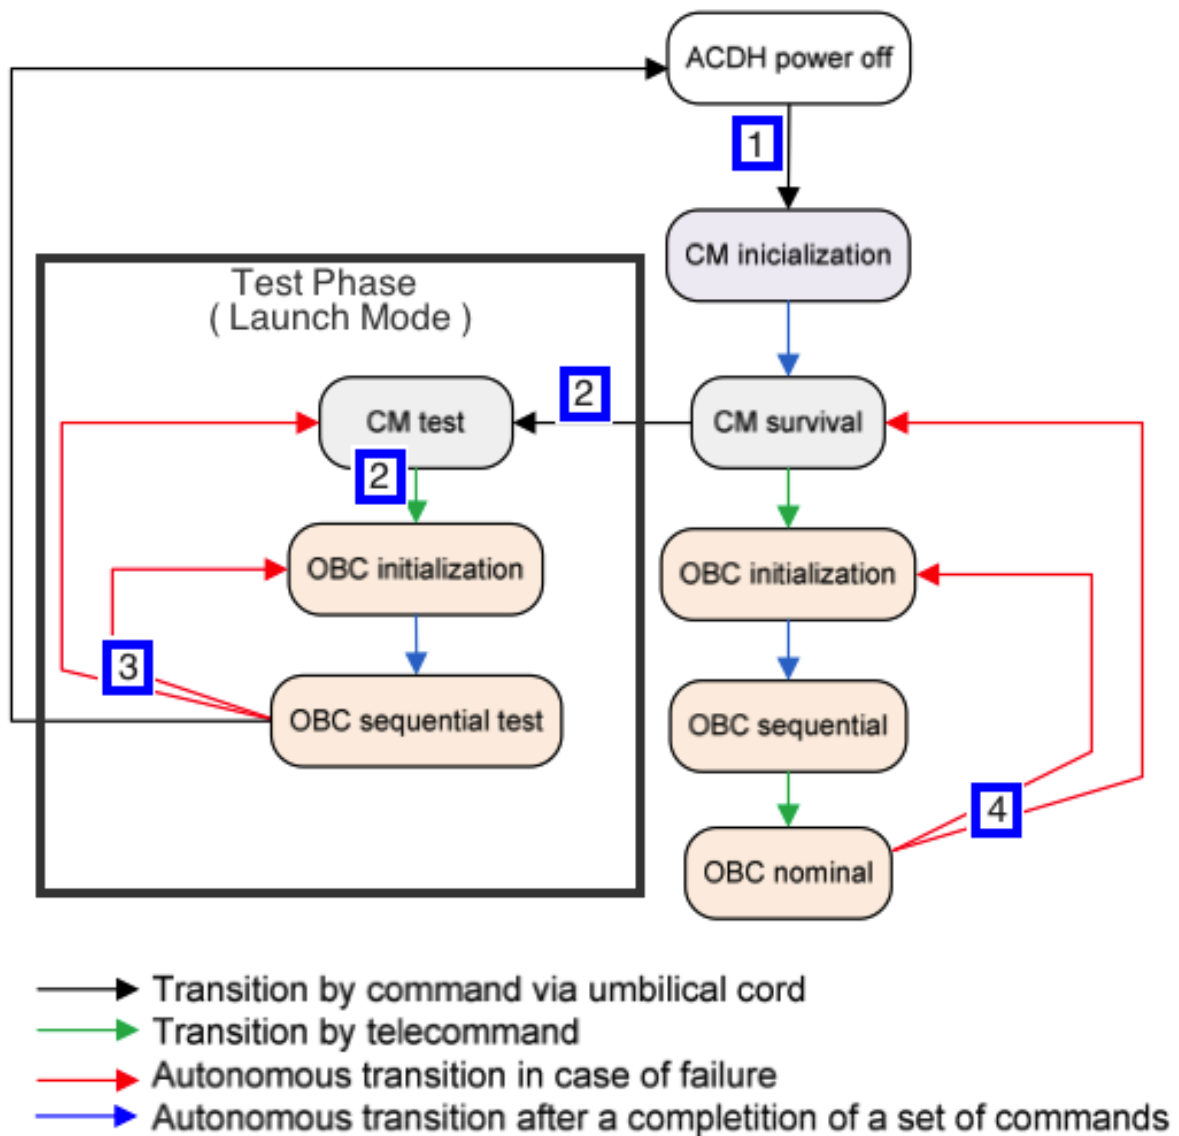 ACDH power off
1
CM inicialization
Test Phase
( Launch Mode )
2
CM test
CM survival
2
OBC initialization
OBC initialization
3
OBC sequential test
OBC sequential
4
OBC nominal
Transition by command via umbilical cord
Transition by telecommand
Autonomous transition in case of failure
Autonomous transition after a completition of a set of commands